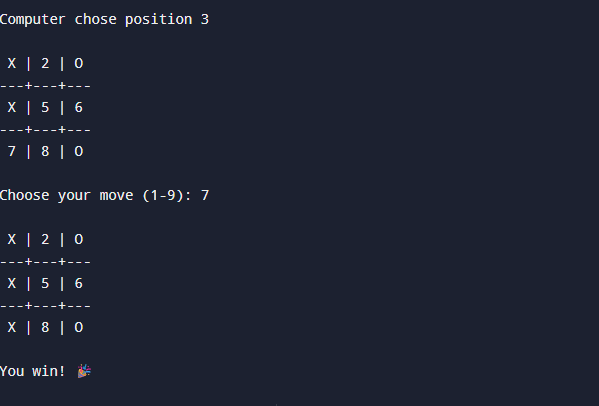 Computer chose position 3
X | 2 | O
---+---+---
X | 5 | 6
---+---+---
7 | 8 | O
Choose your move (1-9): 7
X | 2 | O
---+---+---
X | 5 | 6
---+---+---
X | 8 | O
You win! 🎉